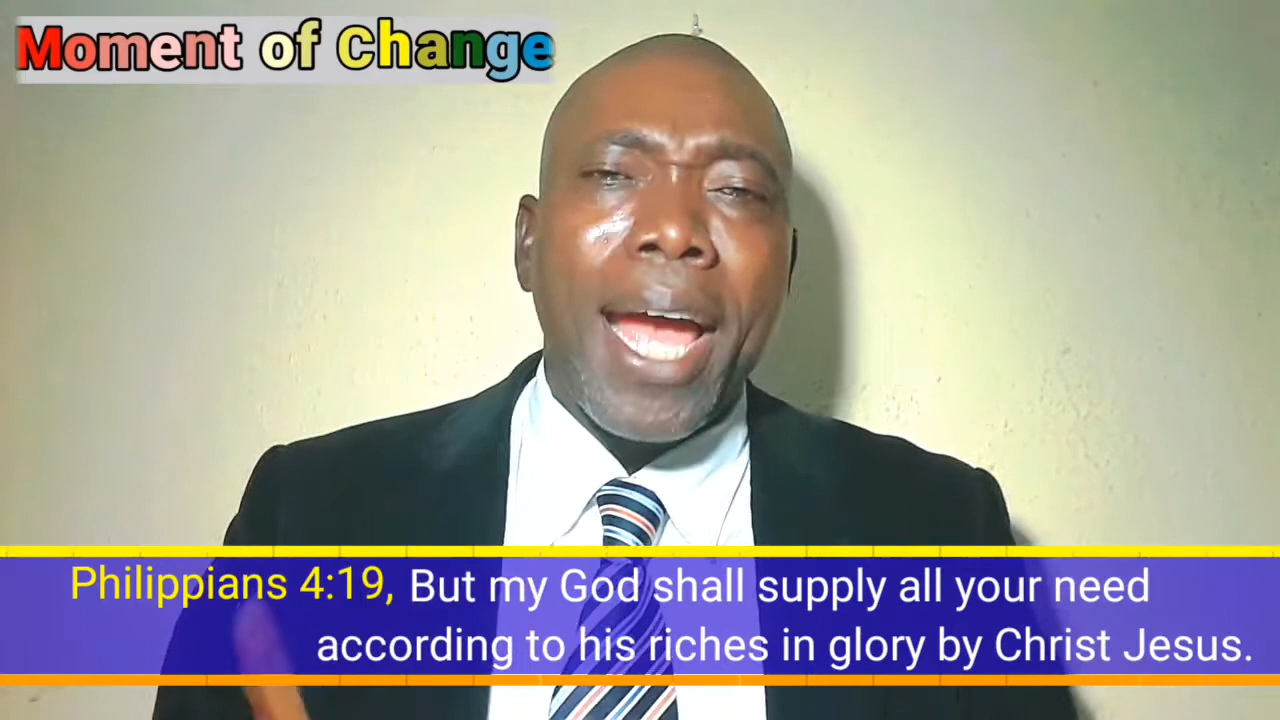 Moment of Change
Philippians 4:19, But my God shall supply all your need
according to his riches in glory by Christ Jesus.